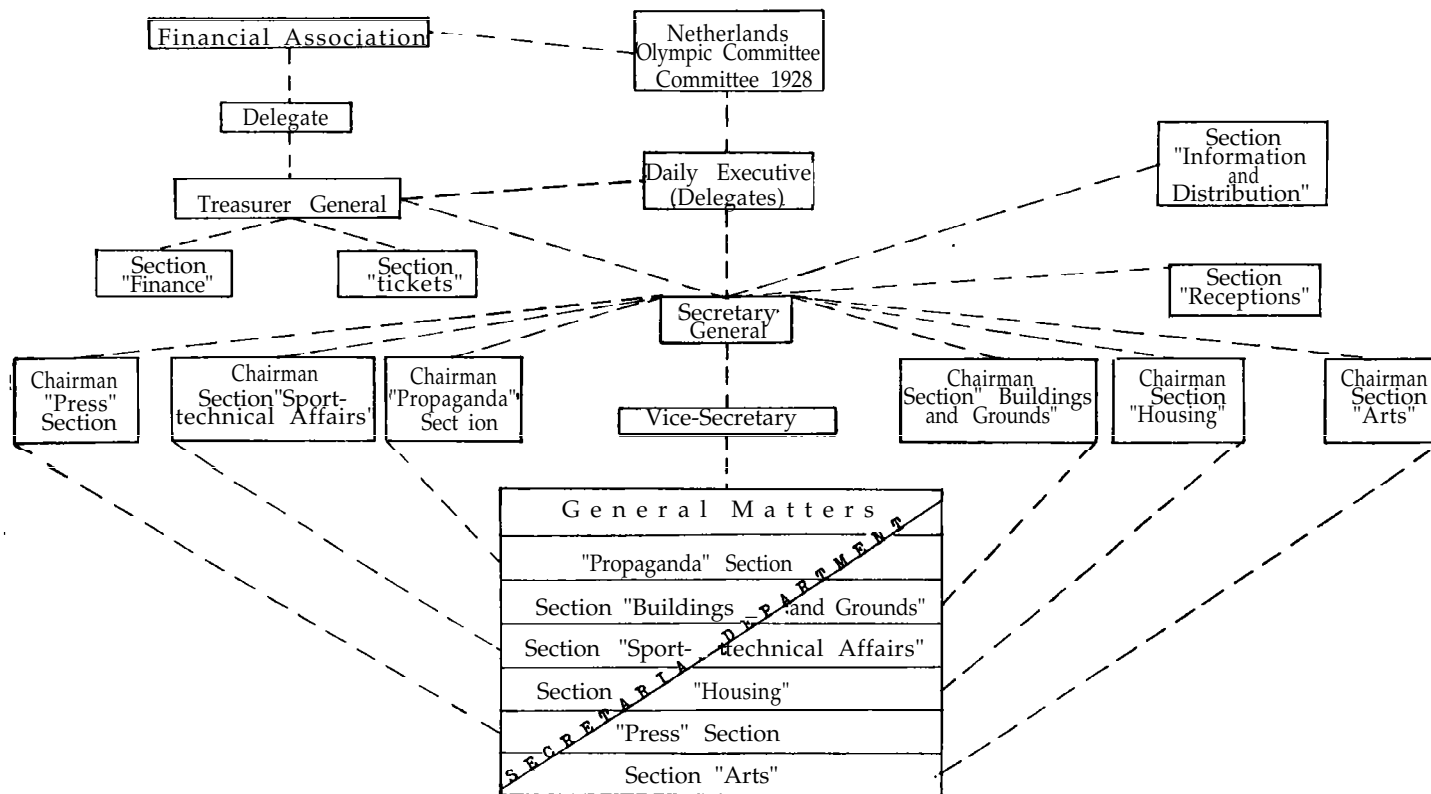 Financial Association
Netherlands
Olympic Committee
Committee 1928
Delegate
Daily Executive
(Delegates)
Treasurer General
Section
"Information
and
Distribution"
Section
"Finance"
Section
"tickets"
Section
"Receptions"
Secretary
General
Chairman
"Press"
Section
Chairman
Section"Sport-
technical Affairs"
Chairman
"Propaganda"
Sect ion
Vice-Secretary
Chairman
Section" Buildings
and Grounds"
Chairman
Section
"Housing"
Chairman
Section
"Arts"
General Matters
"Propaganda" Section
Section "Buildings and Grounds"
Section "Sport- technical Affairs"
Section "Housing"
"Press" Section
Section "Arts"
SECRETARIA DEPARTMENT